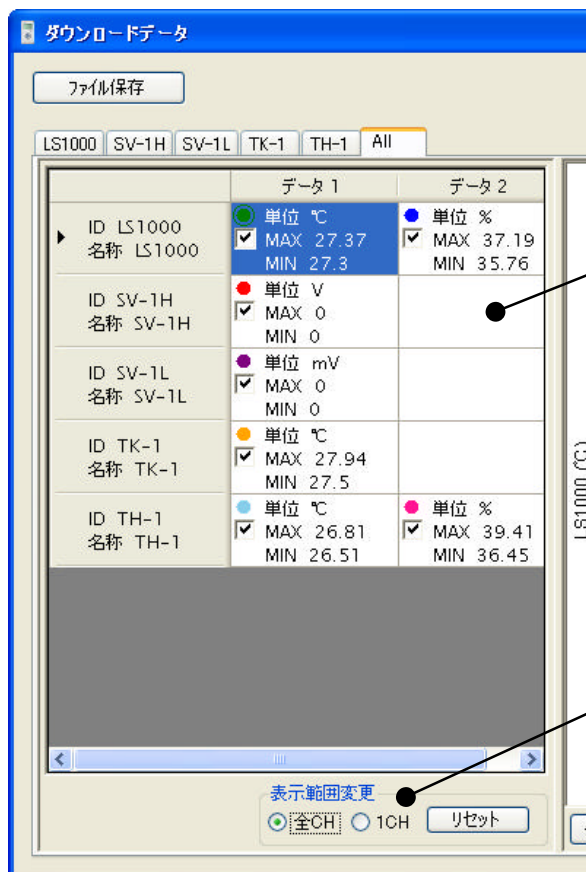 ダウンロードデータ
ファイル保存
LS1000 SV-1H SV-1L TK-1 TH-1 All
データ 1 データ 2
ID LS1000
名称 LS1000
単位 ℃
MAX 27.37
MIN 27.3
単位 %
MAX 37.19
MIN 35.76
ID SV-1H
名称 SV-1H
単位 V
MAX 0
MIN 0
ID SV-1L
名称 SV-1L
単位 mV
MAX 0
MIN 0
ID TK-1
名称 TK-1
単位 ℃
MAX 27.94
MIN 27.5
ID TH-1
名称 TH-1
単位 ℃
MAX 26.81
MIN 26.51
単位 %
MAX 39.41
MIN 36.45
LS1000 (℃)
表示範囲変更
全CH 1CH リセット